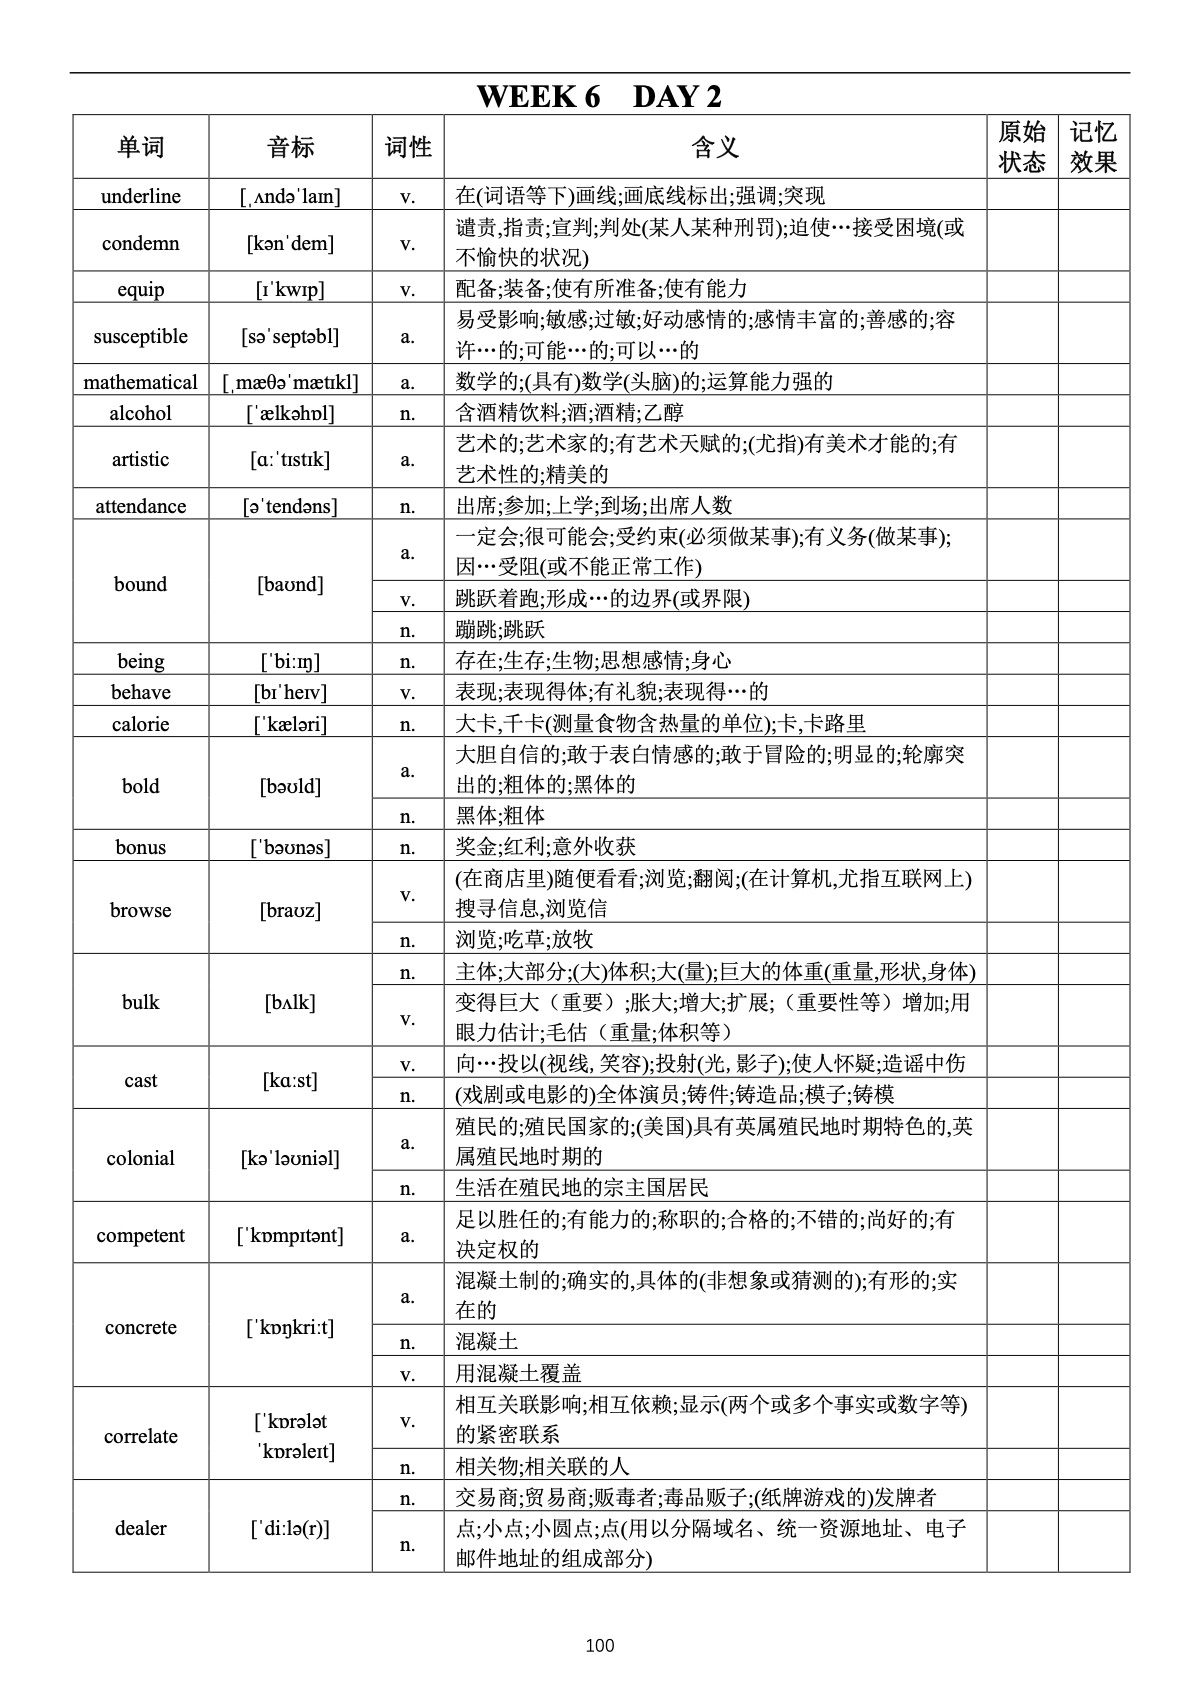 WEEK 6 DAY 2
单词 音标 词性 含义 原始状态 记忆效果
underline [ˌʌndəˈlaɪn] v. 在(词语等下)画线;画底线标出;强调;突现
condemn [kənˈdem] v. 谴责,指责;宣判;判处(某人某种刑罚);迫使…接受困境(或
不愉快的状况)
equip [ɪˈkwɪp] v. 配备;装备;使有所准备;使有能力
susceptible [səˈseptəbl] a. 易受影响;敏感;过敏;好动感情的;感情丰富的;善感的;容
许…的;可能…的;可以…的
mathematical [ˌmæθəˈmætɪkl] a. 数学的;(具有)数学(头脑)的;运算能力强的
alcohol [ˈælkəhɒl] n. 含酒精饮料;酒;酒精;乙醇
artistic [ɑːˈtɪstɪk] a. 艺术的;艺术家的;有艺术天赋的;(尤指)有美术才能的;有
艺术性的;精美的
attendance [əˈtendəns] n. 出席;参加;上学;到场;出席人数
bound [baʊnd] a. 一定会;很可能会;受约束(必须做某事);有义务(做某事);
因…受阻(或不能正常工作)
v. 跳跃着跑;形成…的边界(或界限)
n. 蹦跳;跳跃
being [ˈbiːɪŋ] n. 存在;生存;生物;思想感情;身心
behave [bɪˈheɪv] v. 表现;表现得体;有礼貌;表现得…的
calorie [ˈkæləri] n. 大卡,千卡(测量食物含热量的单位);卡,卡路里
bold [bəʊld] a. 大胆自信的;敢于表白情感的;敢于冒险的;明显的;轮廓突
出的;粗体的;黑体的
n. 黑体;粗体
bonus [ˈbəʊnəs] n. 奖金;红利;意外收获
browse [braʊz] v. (在商店里)随便看看;浏览;翻阅;(在计算机,尤指互联网上)
搜寻信息,浏览信
n. 浏览;吃草;放牧
bulk [bʌlk] n. 主体;大部分;(大)体积;大(量);巨大的体重(重量,形状,身体)
v. 变得巨大（重要）;胀大;增大;扩展;（重要性等）增加;用
眼力估计;毛估（重量;体积等）
cast [kɑːst] v. 向…投以(视线, 笑容);投射(光, 影子);使人怀疑;造谣中伤
n. (戏剧或电影的)全体演员;铸件;铸造品;模子;铸模
colonial [kəˈləʊniəl] a. 殖民的;殖民国家的;(美国)具有英属殖民地时期特色的,英
属殖民地时期的
n. 生活在殖民地的宗主国居民
competent [ˈkɒmpɪtənt] a. 足以胜任的;有能力的;称职的;合格的;不错的;尚好的;有
决定权的
concrete [ˈkɒŋkriːt] a. 混凝土制的;确实的,具体的(非想象或猜测的);有形的;实
在的
n. 混凝土
v. 用混凝土覆盖
correlate [ˈkɒrələt ˈkɒrəleɪt] v. 相互关联影响;相互依赖;显示(两个或多个事实或数字等)
的紧密联系
n. 相关物;相关联的人
dealer [ˈdiːlə(r)] n. 交易商;贸易商;贩毒者;毒品贩子;(纸牌游戏的)发牌者
n. 点;小点;小圆点;点(用以分隔域名、统一资源地址、电子
邮件地址的组成部分)
100